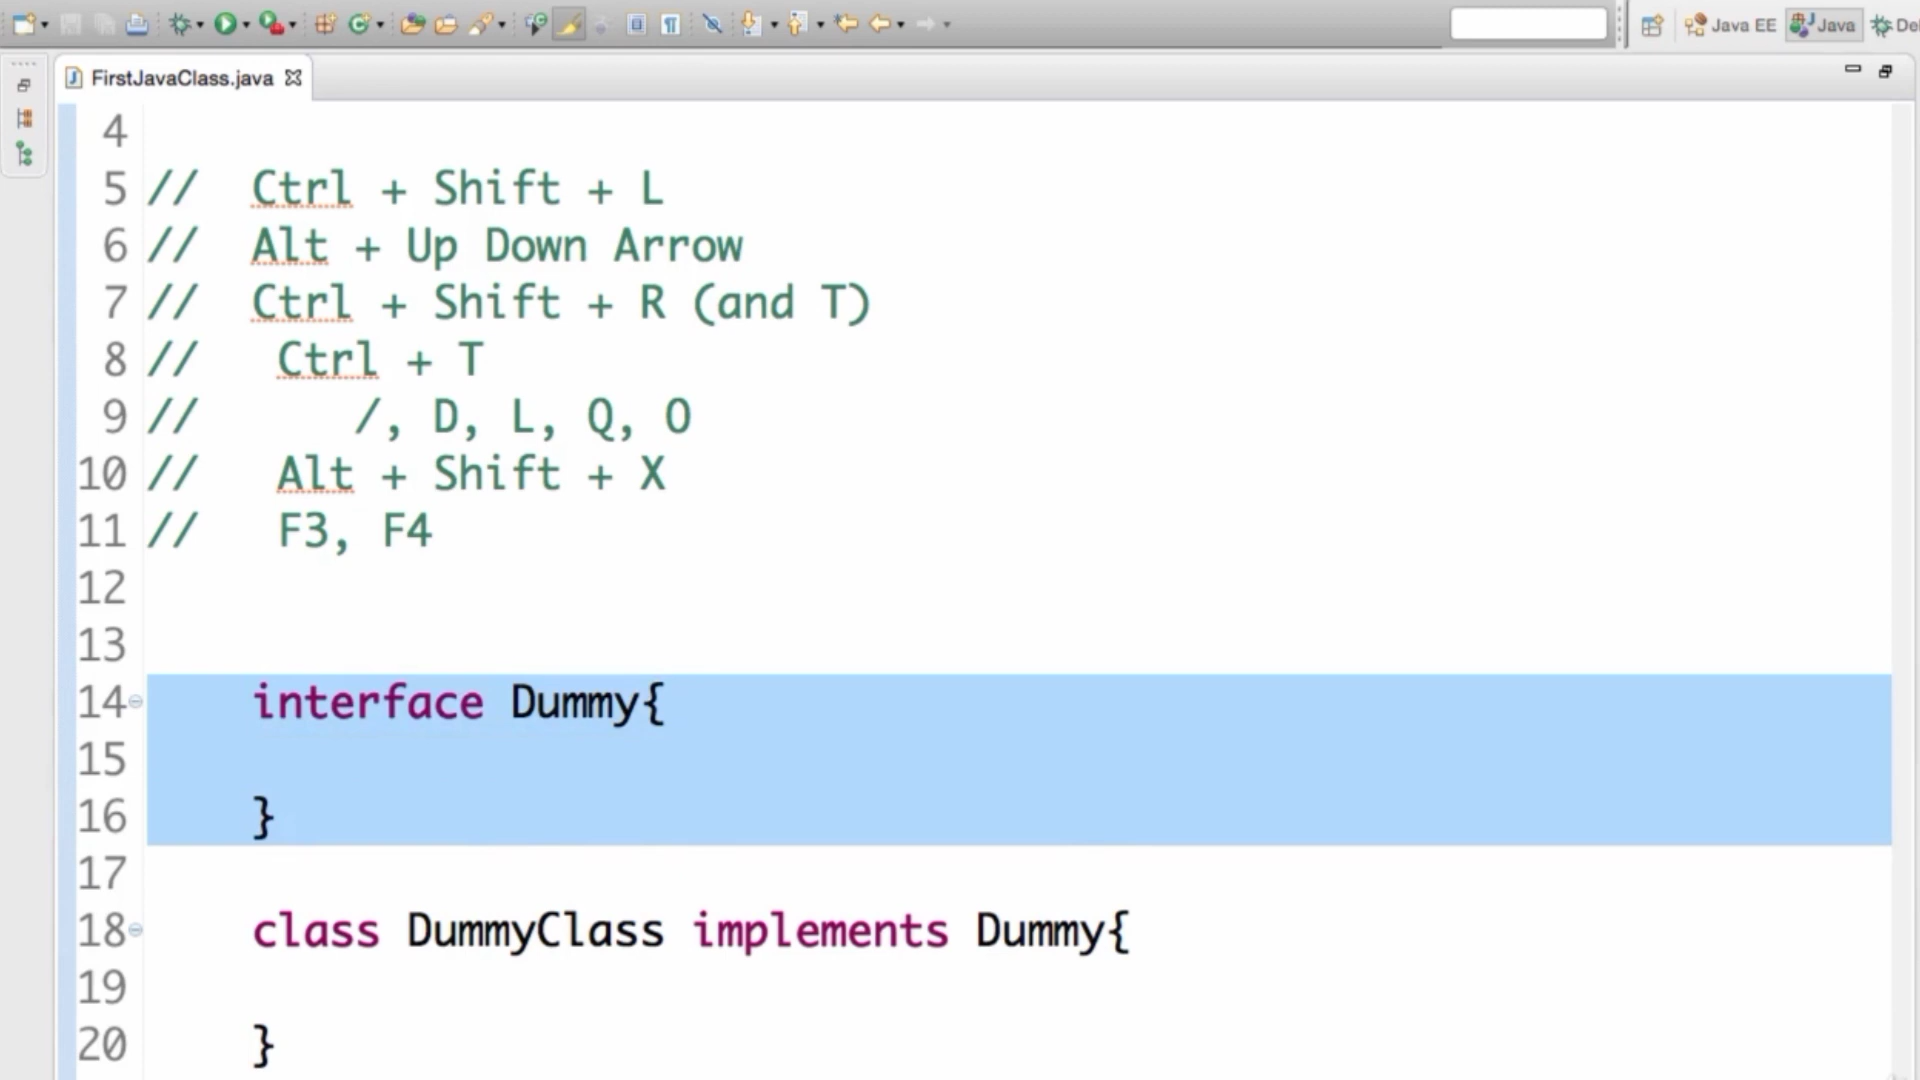 Java EE
Java
FirstJavaClass.java
4
5 // Ctrl + Shift + L
6 // Alt + Up Down Arrow
7 // Ctrl + Shift + R (and T)
8 // Ctrl + T
9 // /, D, L, Q, O
10 // Alt + Shift + X
11 // F3, F4
12
13
14 interface Dummy{
15
16 }
17
18 class DummyClass implements Dummy{
19
20 }